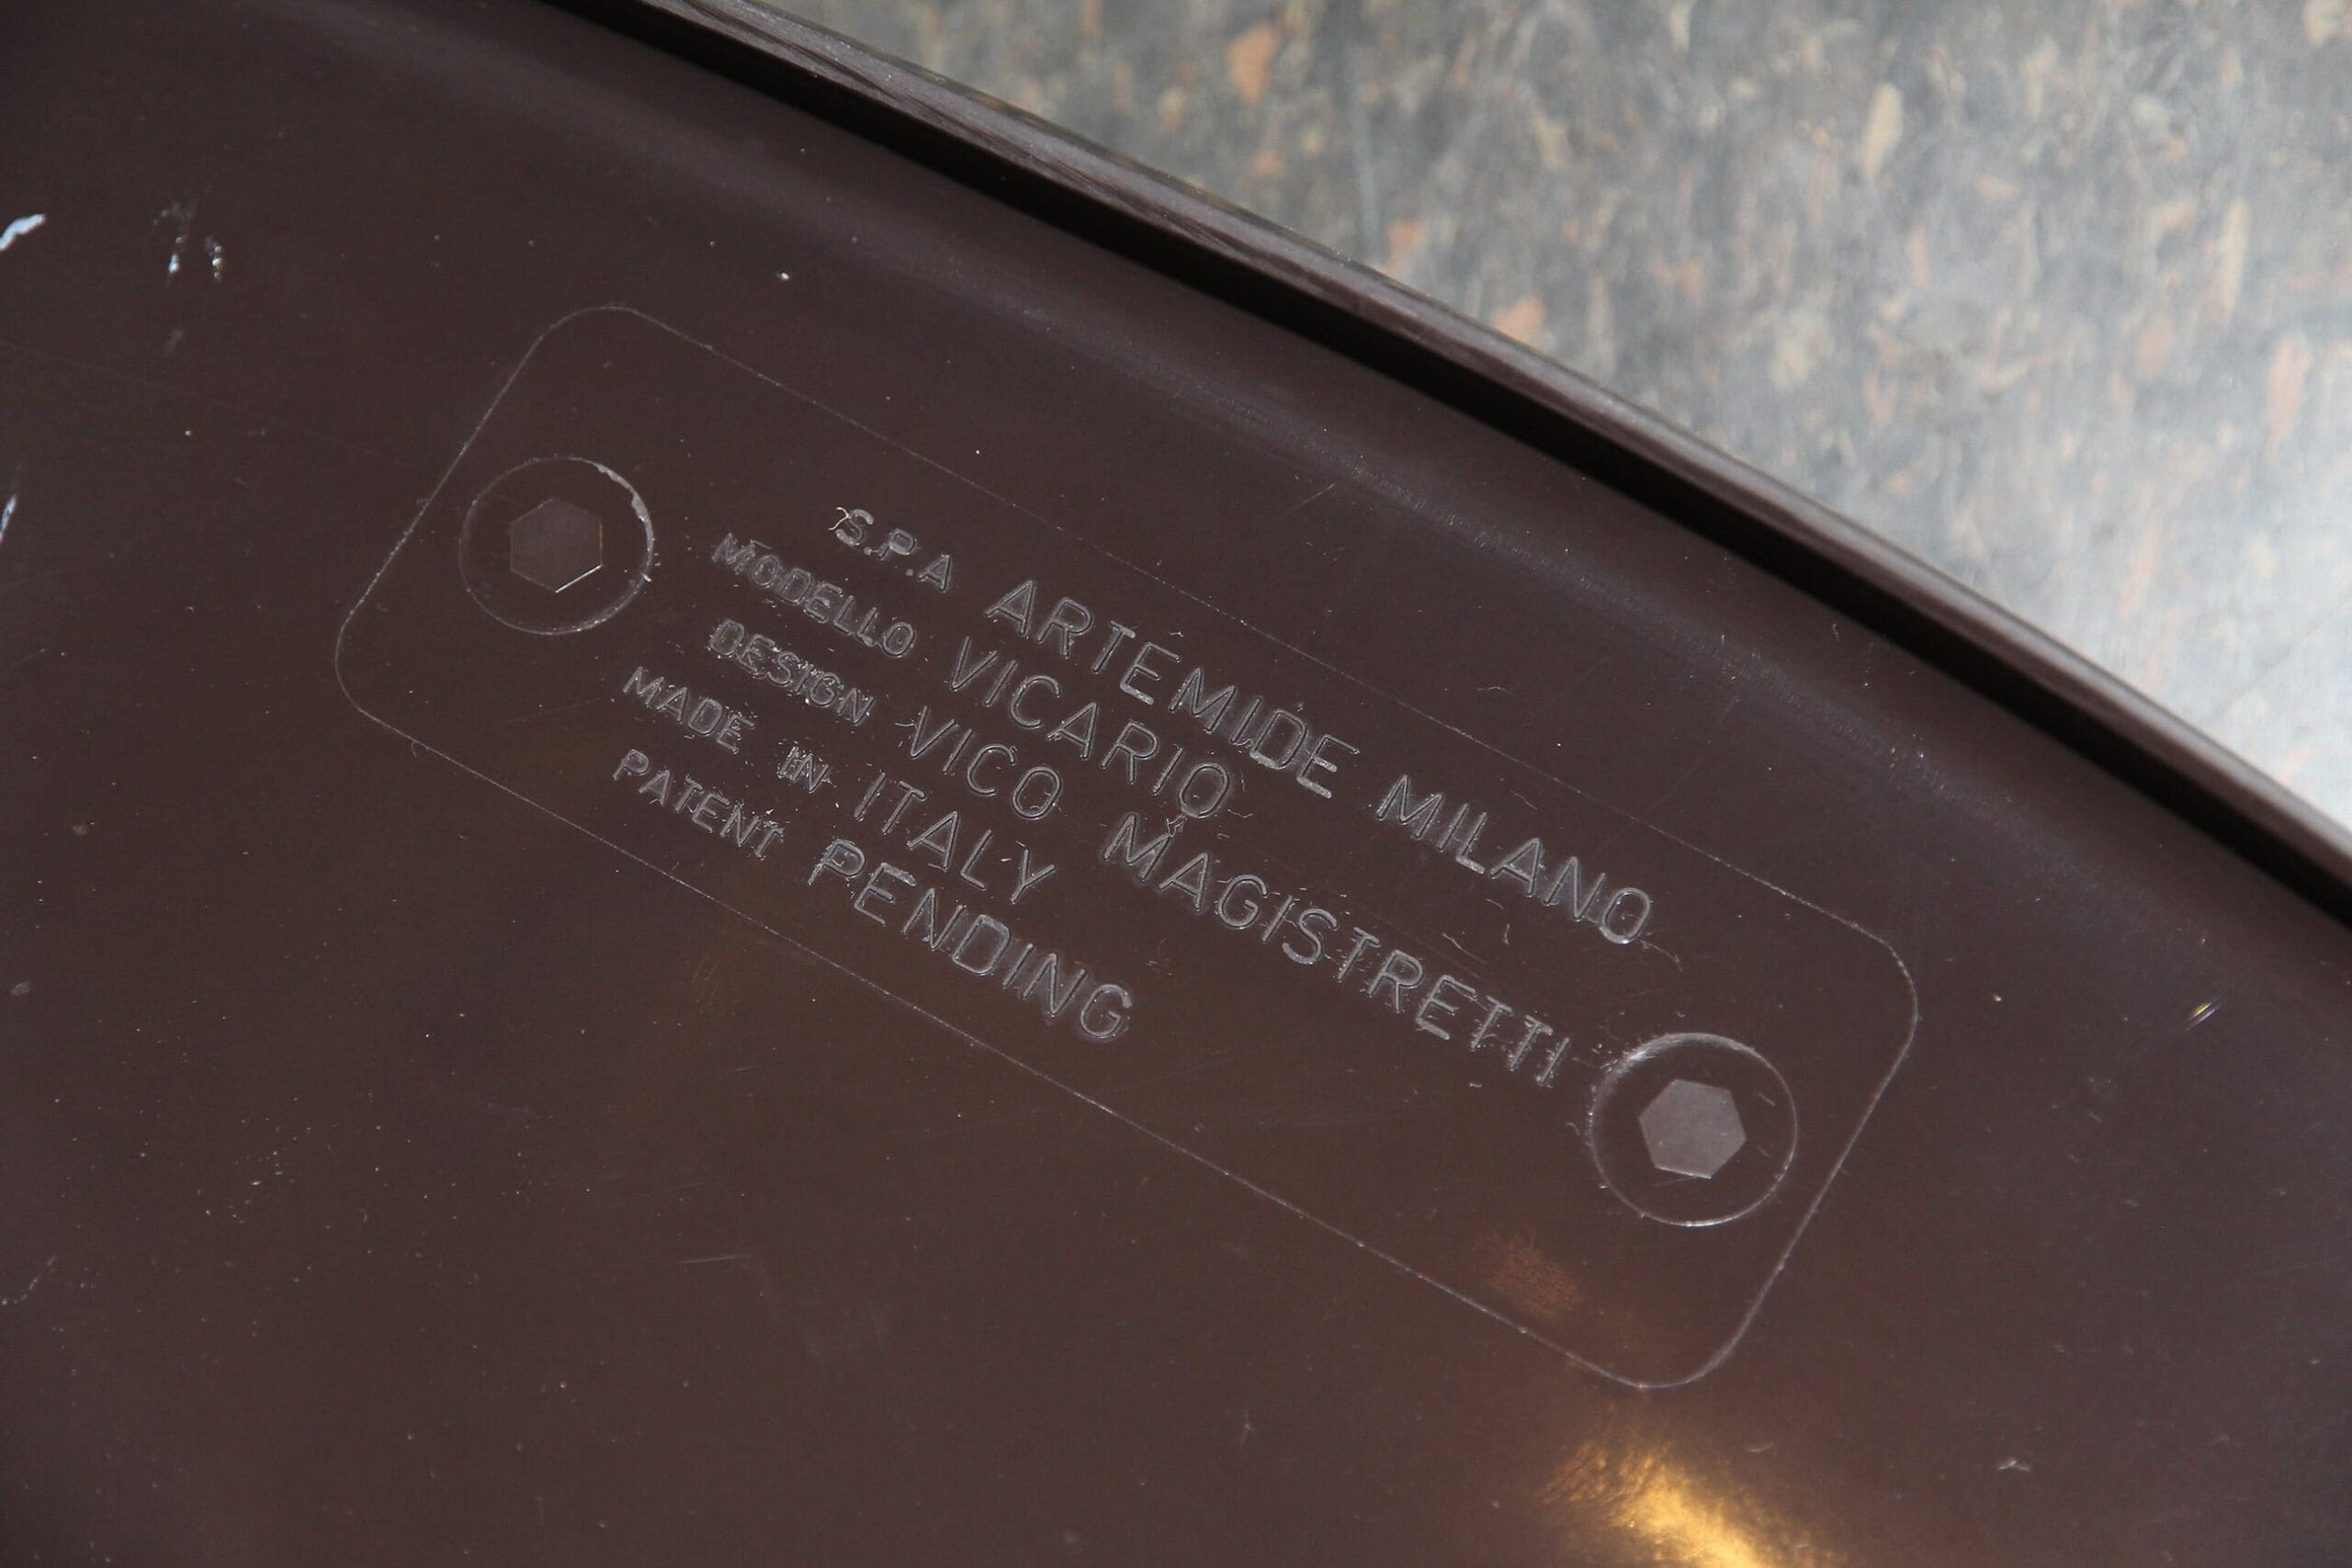 S.P.A ARTEMIDE MILANO
MODELLO VICARIO
DESIGN VICO MAGISTRETTI
MADE IN ITALY
PATENT PENDING